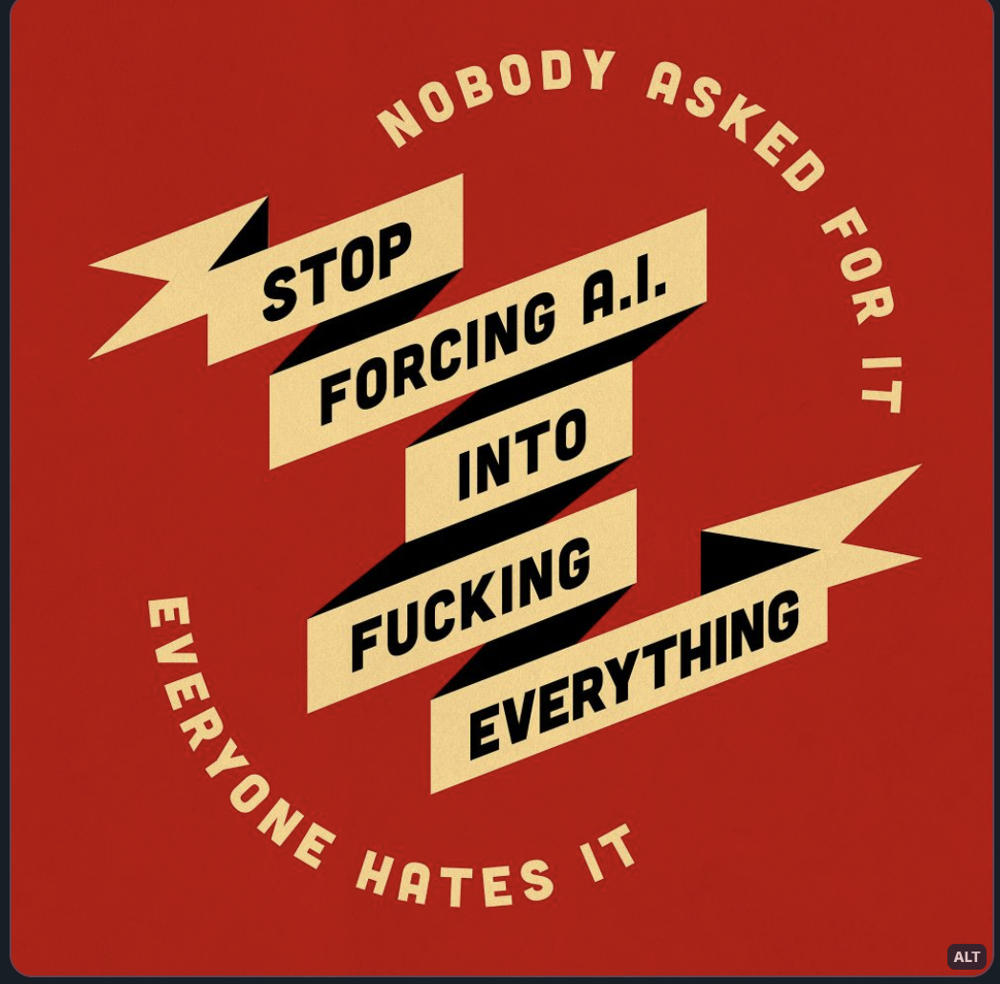 NOBODY ASKED FOR IT
STOP
FORCING A.I.
INTO
FUCKING
EVERYTHING
EVERYONE HATES IT
ALT